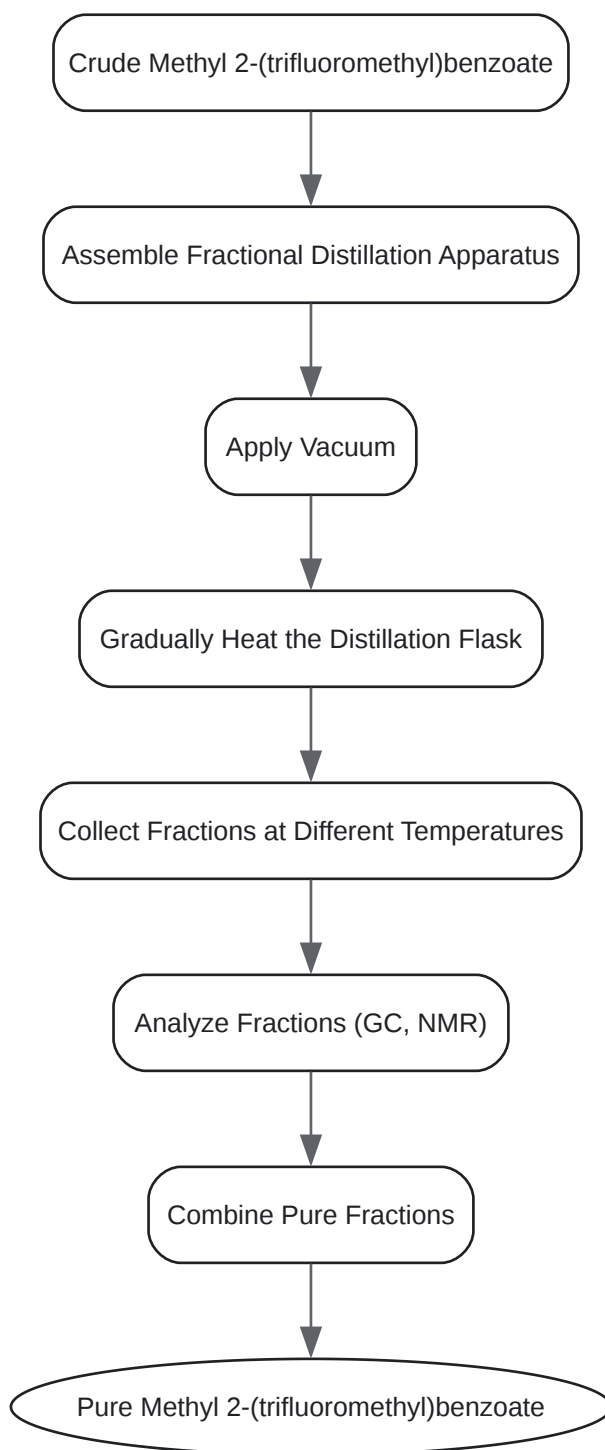 Crude Methyl 2-(trifluoromethyl)benzoate
Assemble Fractional Distillation Apparatus
Apply Vacuum
Gradually Heat the Distillation Flask
Collect Fractions at Different Temperatures
Analyze Fractions (GC, NMR)
Combine Pure Fractions
Pure Methyl 2-(trifluoromethyl)benzoate